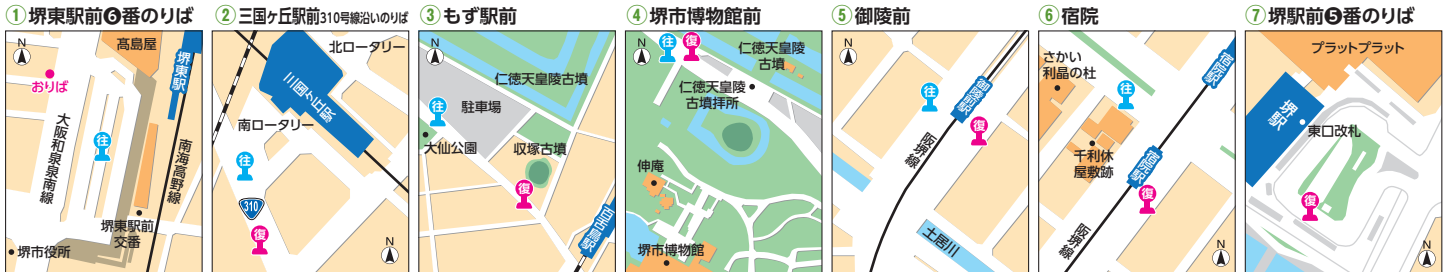 ① 堺東駅前❻番のりば
N
髙島屋
堺東駅
おりば
往
大阪和泉泉南線
南海高野線
堺東駅前
交番
堺市役所
② 三国ヶ丘駅前310号線沿いのりば
北ロータリー
三国ヶ丘駅
南ロータリー
往
310
復
N
③ もず駅前
N
仁徳天皇陵古墳
駐車場
往
大仙公園
収塚古墳
復
百舌鳥駅
④ 堺市博物館前
往
復
N
仁徳天皇陵
古墳
仁徳天皇陵
古墳拝所
伸庵
堺市博物館
⑤ 御陵前
N
往
御陵前駅
復
阪堺線
土居川
⑥ 宿院
さかい
利晶の杜
宿院駅
往
千利休
屋敷跡
宿院駅
復
阪堺線
N
⑦ 堺駅前❺番のりば
プラットプラット
堺駅
東口改札
復
N